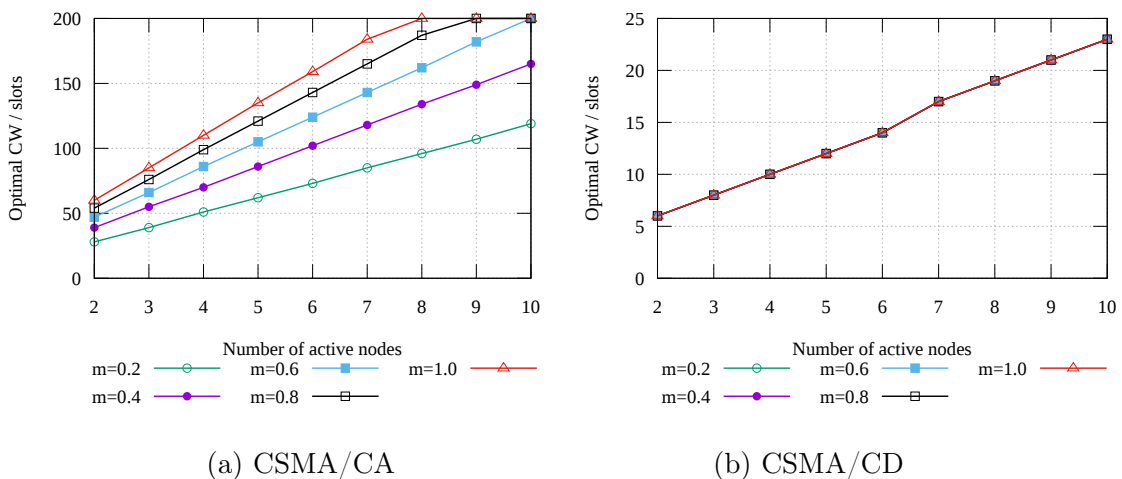 Optimal CW / slots
200
150
100
50
0
2 3 4 5 6 7 8 9 10
Number of active nodes
m=0.2 m=0.6 m=1.0
m=0.4 m=0.8
(a) CSMA/CA
Optimal CW / slots
25
20
15
10
5
0
2 3 4 5 6 7 8 9 10
Number of active nodes
m=0.2 m=0.6 m=1.0
m=0.4 m=0.8
(b) CSMA/CD